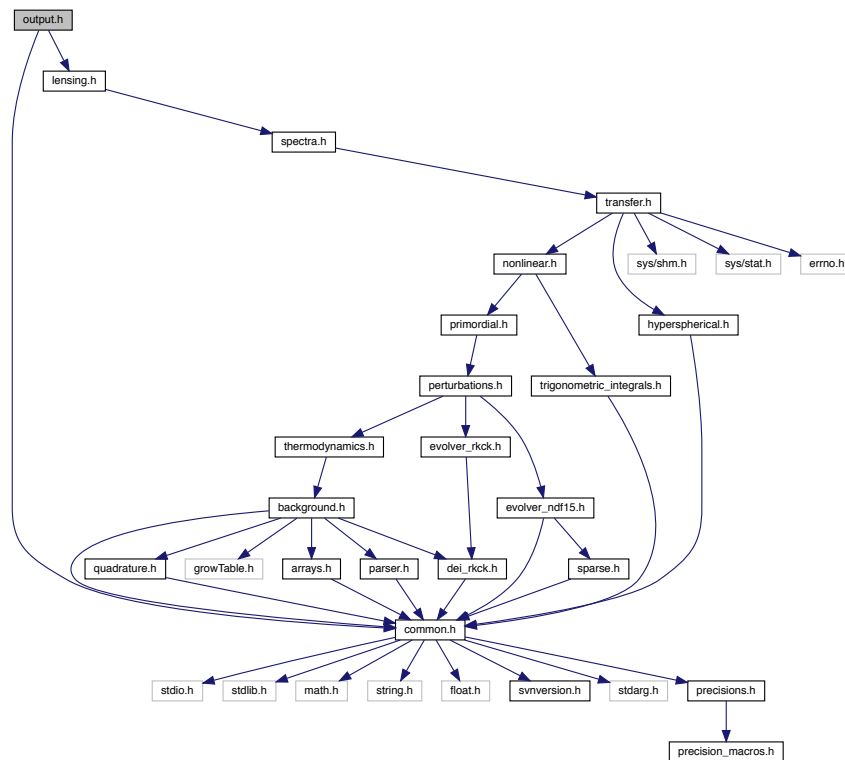 output.h
lensing.h
spectra.h
transfer.h
nonlinear.h
sys/shm.h
sys/stat.h
errno.h
primordial.h
hyperspherical.h
perturbations.h
trigonometric_integrals.h
thermodynamics.h
evolver_rkck.h
background.h
evolver_ndf15.h
quadrature.h
growTable.h
arrays.h
parser.h
dei_rkck.h
sparse.h
common.h
stdio.h
stdlib.h
math.h
string.h
float.h
svnversion.h
stdarg.h
precisions.h
precision_macros.h